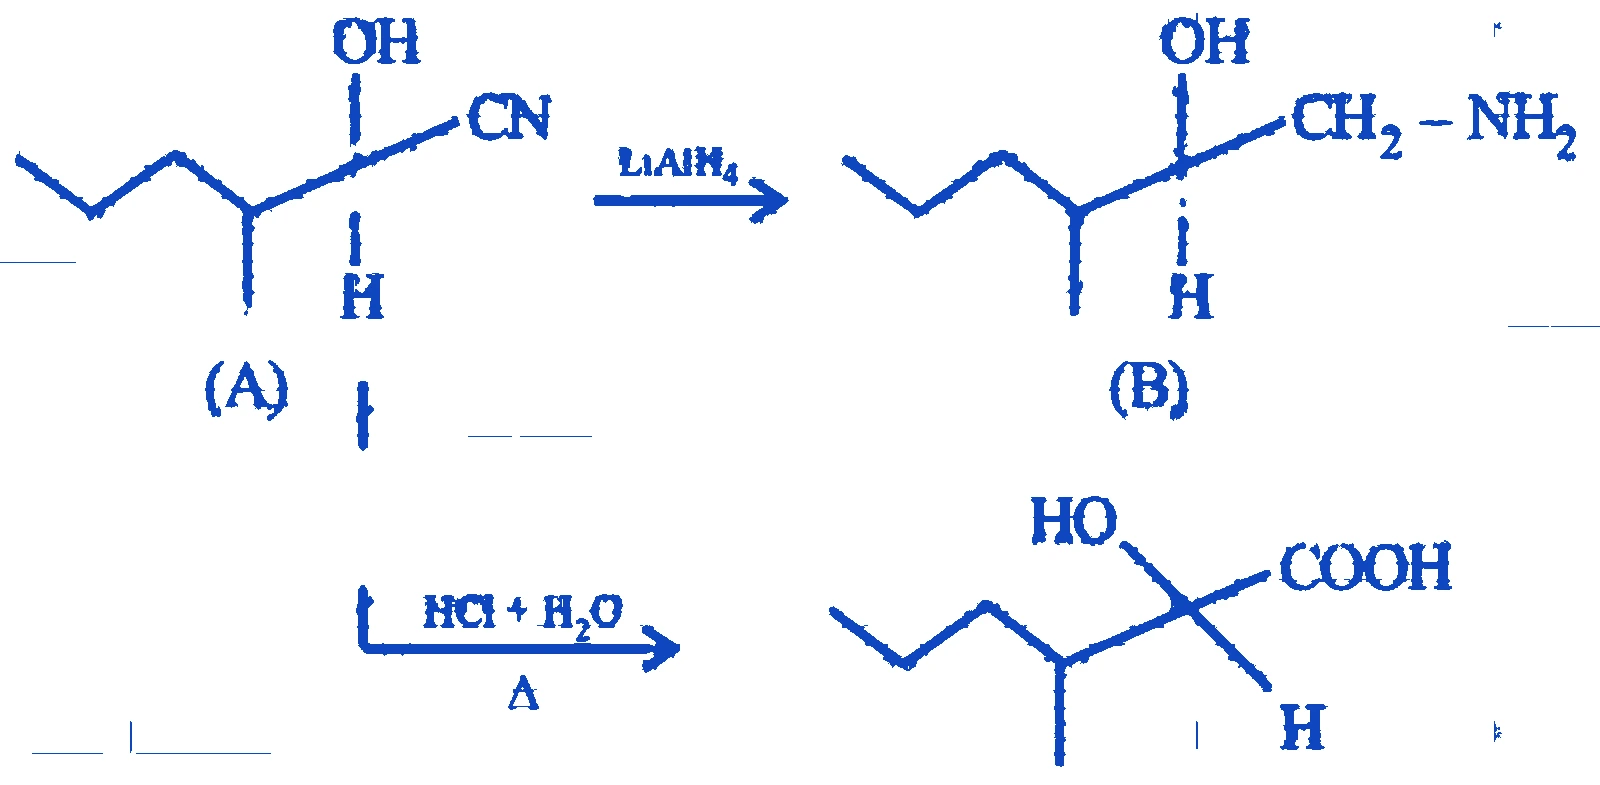 OH OH
CN CH2 – NH2
LiAlH4
H H
(A) (B)
HO
COOH
HCl + H2O
Δ
H